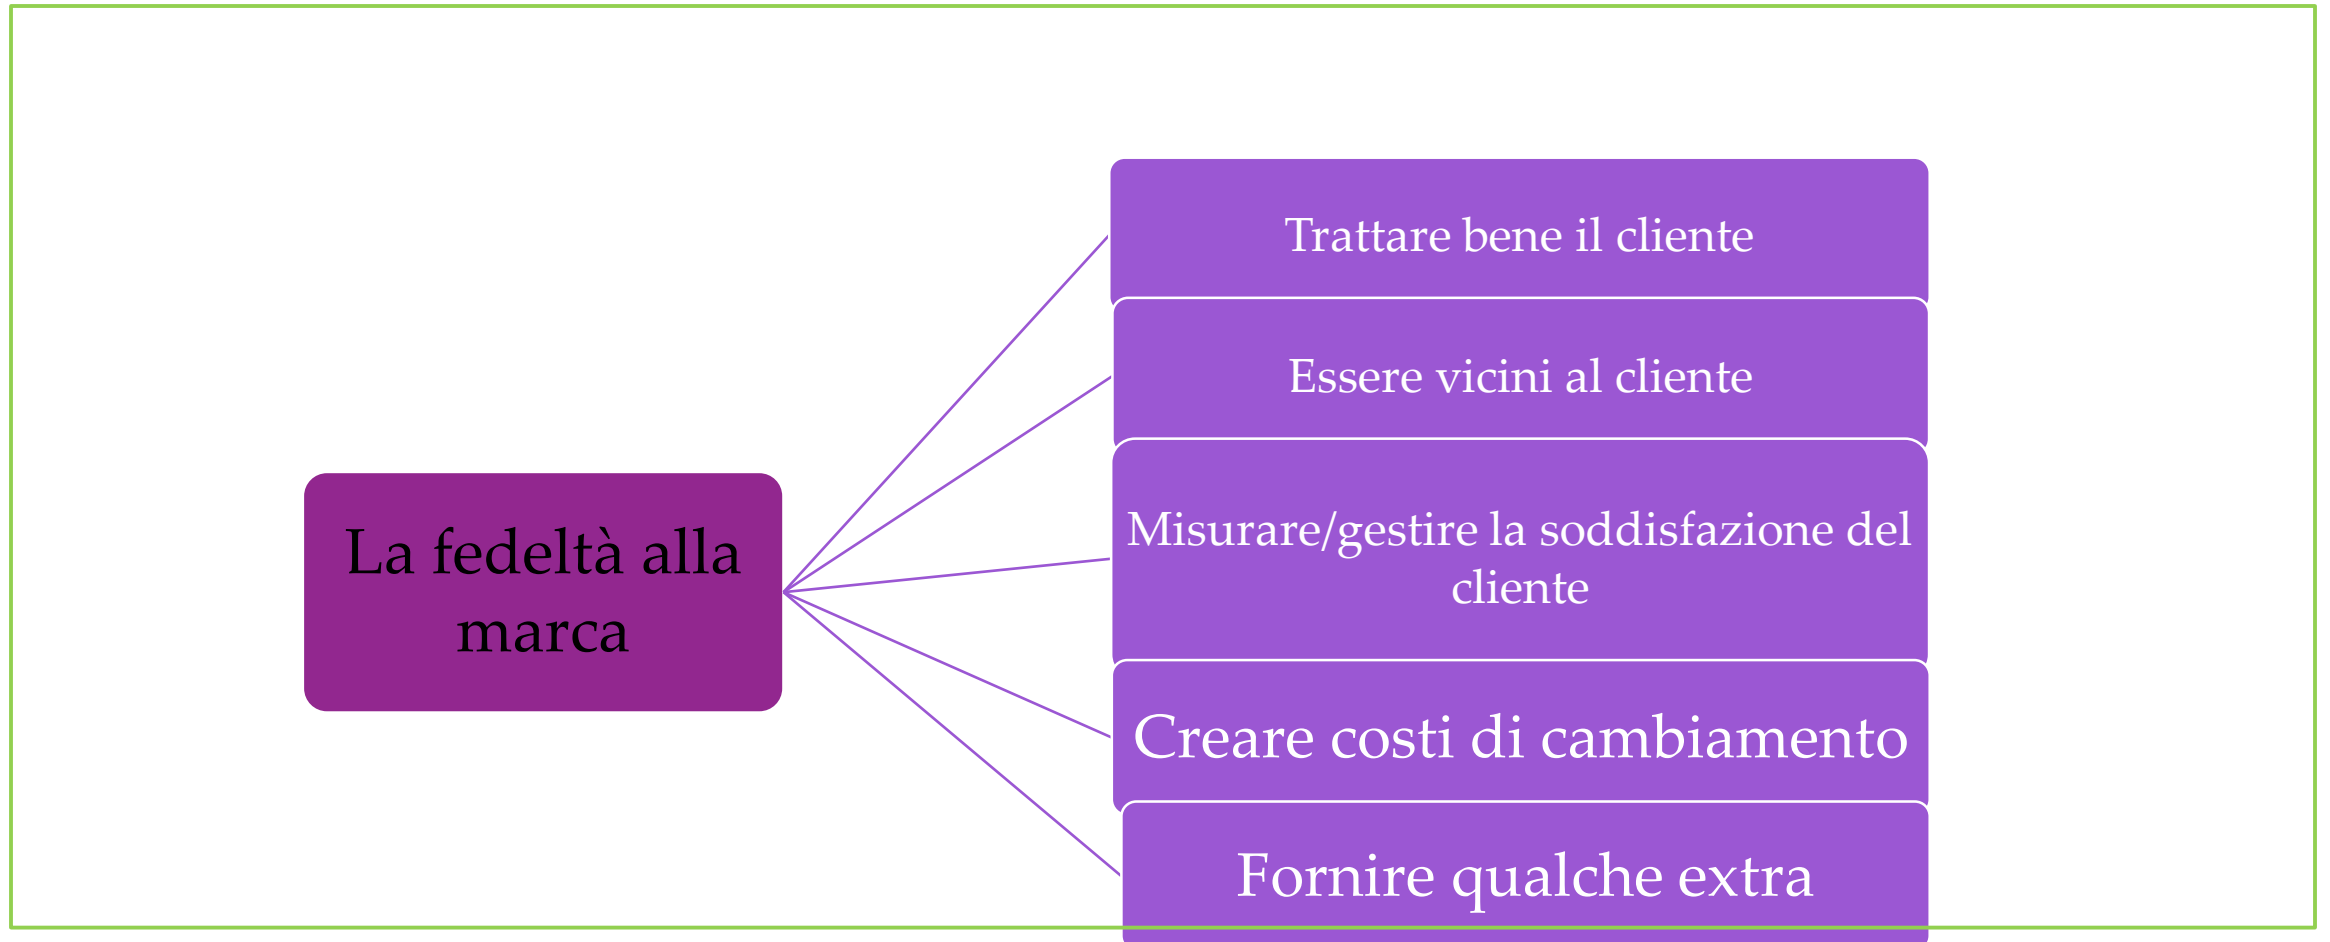 La fedeltà alla
marca
Trattare bene il cliente
Essere vicini al cliente
Misurare/gestire la soddisfazione del
cliente
Creare costi di cambiamento
Fornire qualche extra